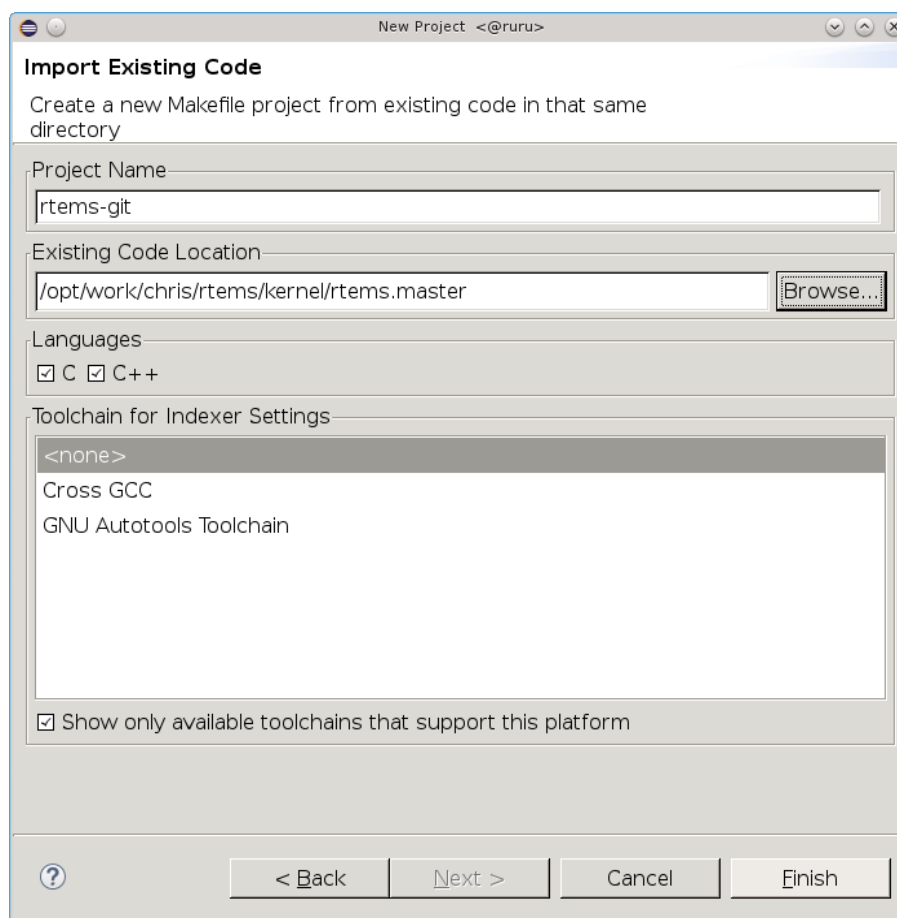 New Project <@ruru>
Import Existing Code
Create a new Makefile project from existing code in that same
directory
Project Name
rtems-git
Existing Code Location
/opt/work/chris/rtems/kernel/rtems.master
Browse...
Languages
C C++
Toolchain for Indexer Settings
<none>
Cross GCC
GNU Autotools Toolchain
Show only available toolchains that support this platform
? < Back Next > Cancel Finish